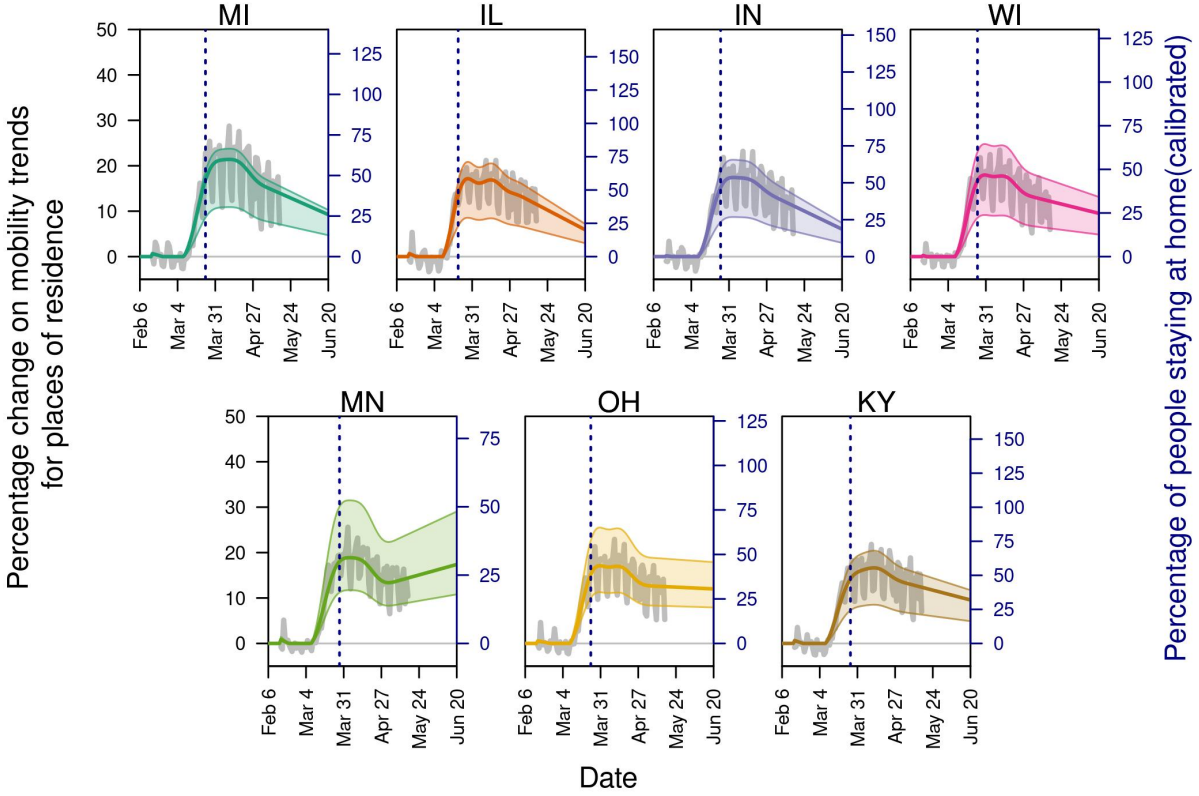 MI
IL
IN
WI
Percentage change on mobility trends
for places of residence
50
40
30
20
10
0
125
100
75
50
25
0
150
125
100
75
50
25
0
150
125
100
75
50
25
0
125
100
75
50
25
0
Percentage of people staying at home(calibrated)
Feb 6
Mar 4
Mar 31
Apr 27
May 24
Jun 20
Feb 6
Mar 4
Mar 31
Apr 27
May 24
Jun 20
Feb 6
Mar 4
Mar 31
Apr 27
May 24
Jun 20
Feb 6
Mar 4
Mar 31
Apr 27
May 24
Jun 20
MN
OH
KY
50
40
30
20
10
0
75
50
25
0
125
100
75
50
25
0
150
125
100
75
50
25
0
Feb 6
Mar 4
Mar 31
Apr 27
May 24
Jun 20
Feb 6
Mar 4
Mar 31
Apr 27
May 24
Jun 20
Feb 6
Mar 4
Mar 31
Apr 27
May 24
Jun 20
Date